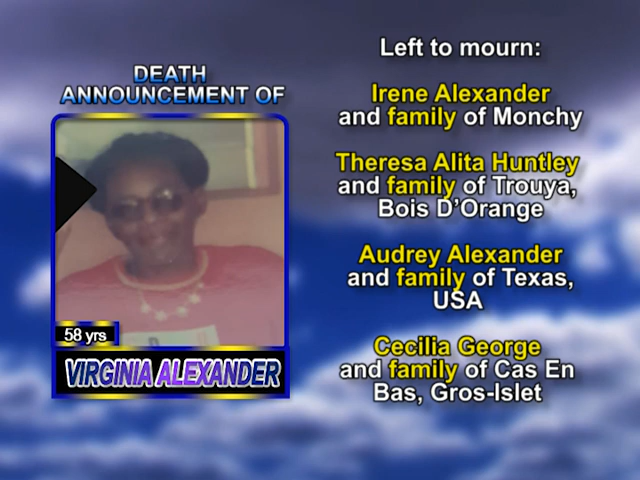 DEATH
ANNOUNCEMENT OF
58 yrs
VIRGINIA ALEXANDER
Left to mourn:
Irene Alexander
and family of Monchy
Theresa Alita Huntley
and family of Trouya,
Bois D'Orange
Audrey Alexander
and family of Texas,
USA
Cecilia George
and family of Cas En
Bas, Gros-Islet